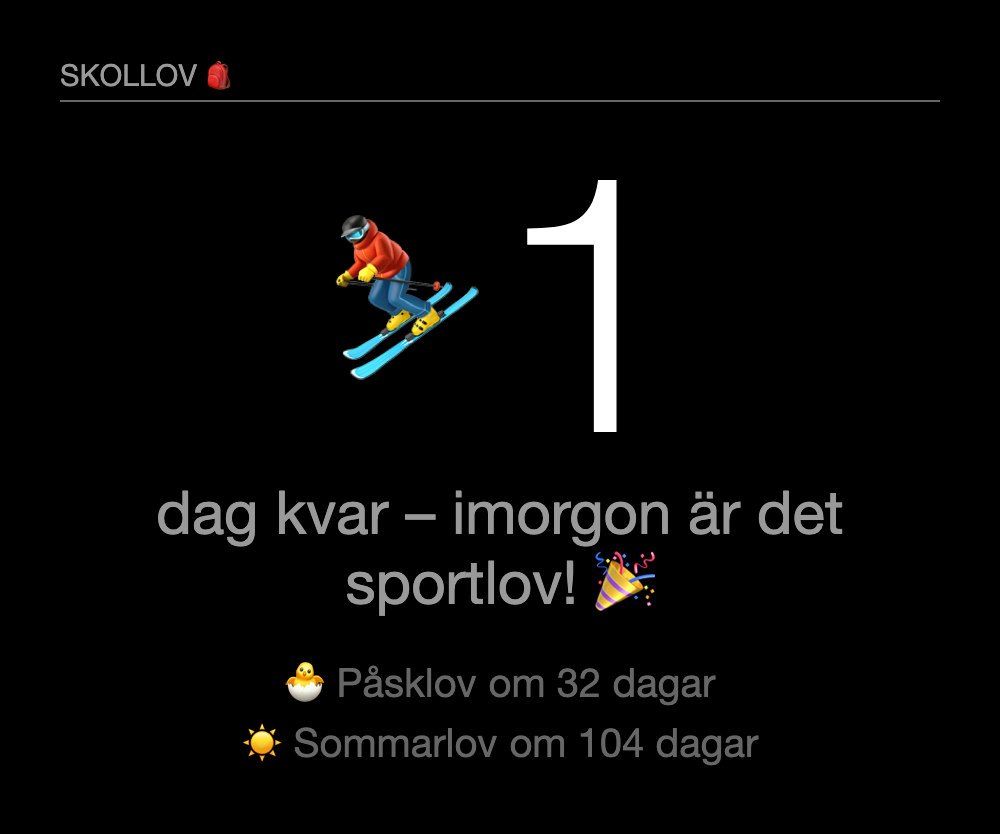 SKOLLOV 🎒
⛷️ 1
dag kvar – imorgon är det
sportlov! 🎉
🐣 Påsklov om 32 dagar
☀️ Sommarlov om 104 dagar